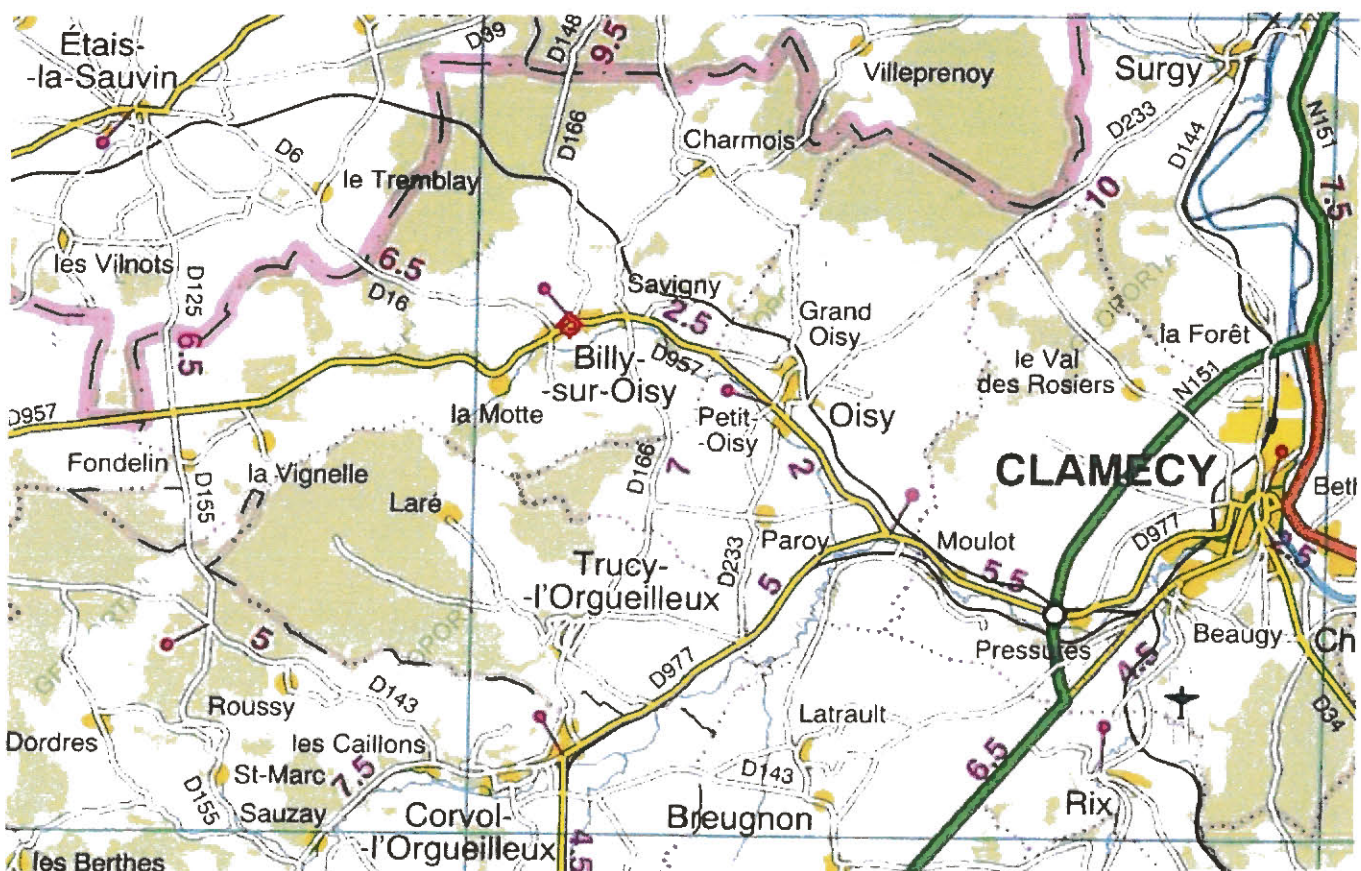 Étais-
-la-Sauvin
D99
D148
9.5
Villeprenoy
Surgy
N151
D233
D144
7.5
D166
Charmois
D6
le Tremblay
10
les Vilnots
6.5
D16
D125
6.5
Savigny
2.5
Grand
Oisy
la Forêt
D957
Billy-
-sur-Oisy
le Val
des Rosiers
N151
D957
la Motte
Petit-
-Oisy
Oisy
Fondelin
la Vignelle
D166
7
2
CLAMECY
Beth
D155
Laré
D977
Paroy
Moulot
5.5
D233
Trucy-
-l'Orgueilleux
5
5
Pressures
Beaugy
Ch
4.5
D977
Roussy
D143
Latrault
D34
Dordres
les Caillons
St-Marc
7.5
D143
6.5
D155
Sauzay
Corvol-
-l'Orgueilleux
Breugnon
Rix
4.5
les Berthes